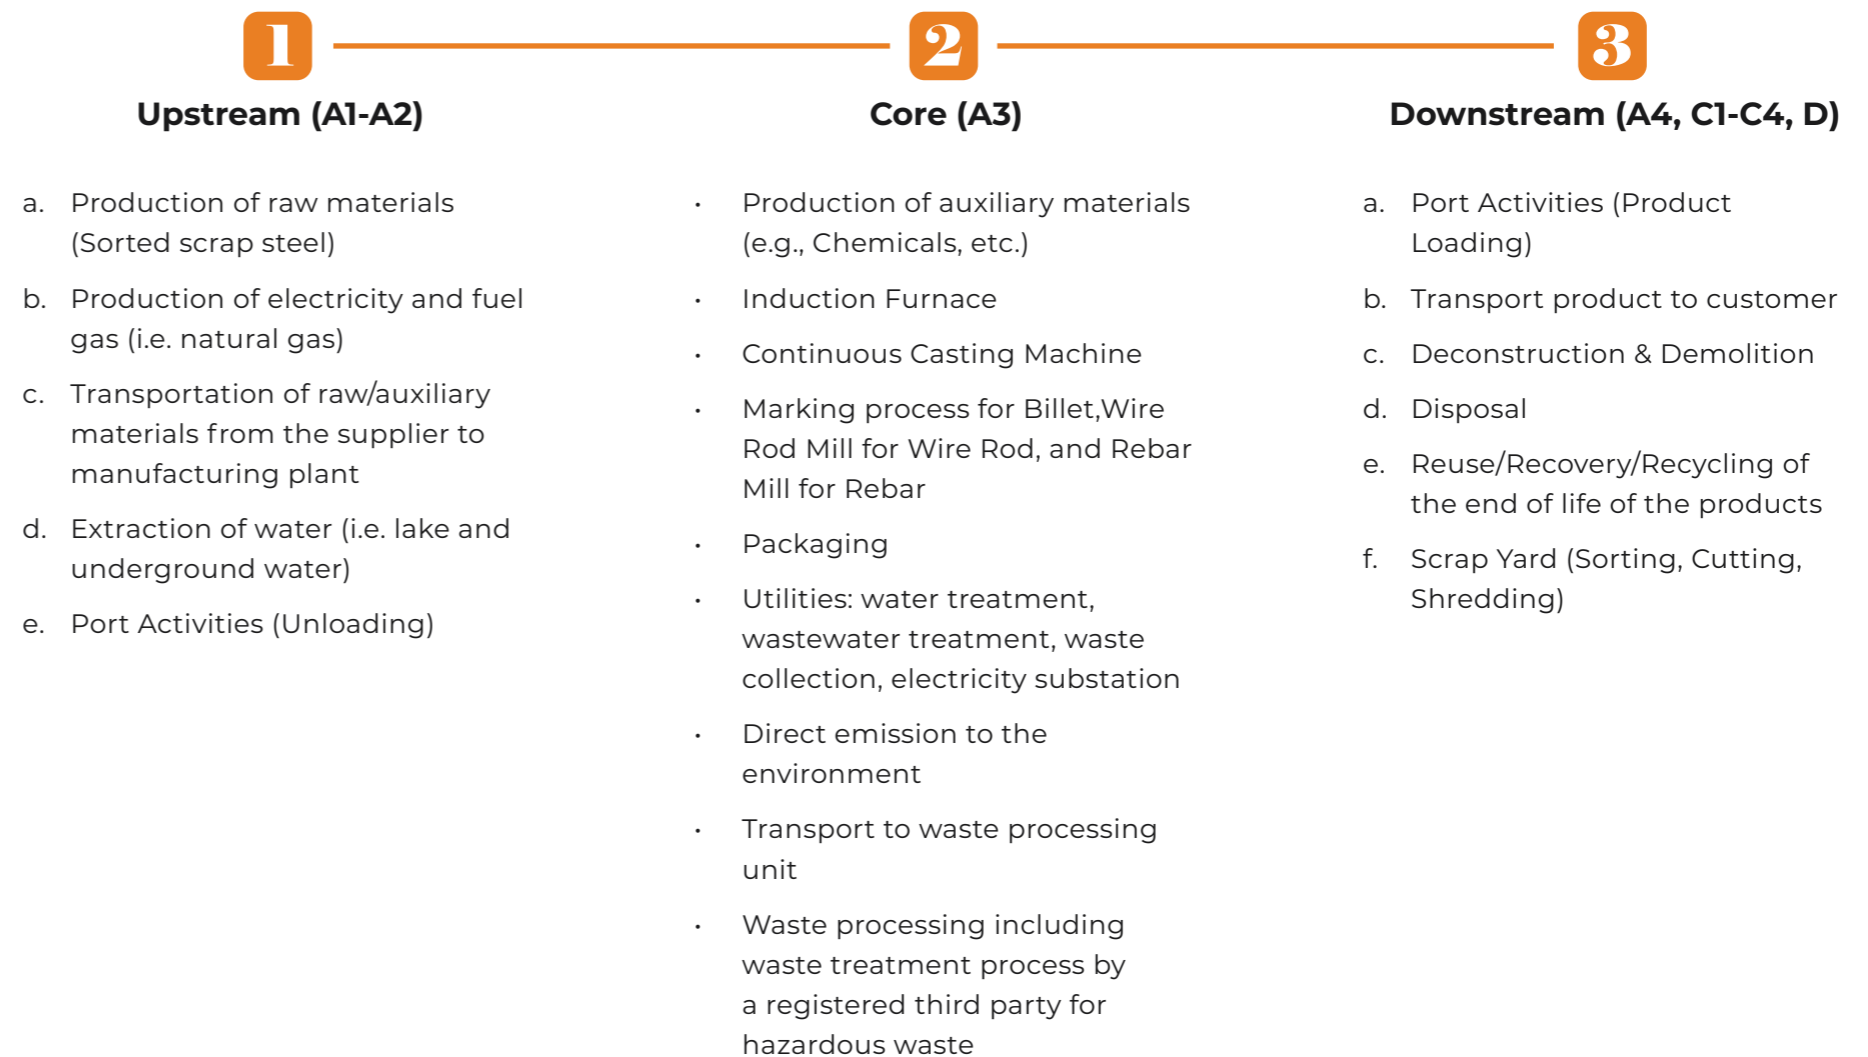 1
Upstream (A1-A2)
a. Production of raw materials
(Sorted scrap steel)
b. Production of electricity and fuel
gas (i.e. natural gas)
c. Transportation of raw/auxiliary
materials from the supplier to
manufacturing plant
d. Extraction of water (i.e. lake and
underground water)
e. Port Activities (Unloading)
2
Core (A3)
• Production of auxiliary materials
(e.g., Chemicals, etc.)
• Induction Furnace
• Continuous Casting Machine
• Marking process for Billet,Wire
Rod Mill for Wire Rod, and Rebar
Mill for Rebar
• Packaging
• Utilities: water treatment,
wastewater treatment, waste
collection, electricity substation
• Direct emission to the
environment
• Transport to waste processing
unit
• Waste processing including
waste treatment process by
a registered third party for
hazardous waste
3
Downstream (A4, C1-C4, D)
a. Port Activities (Product
Loading)
b. Transport product to customer
c. Deconstruction & Demolition
d. Disposal
e. Reuse/Recovery/Recycling of
the end of life of the products
f. Scrap Yard (Sorting, Cutting,
Shredding)